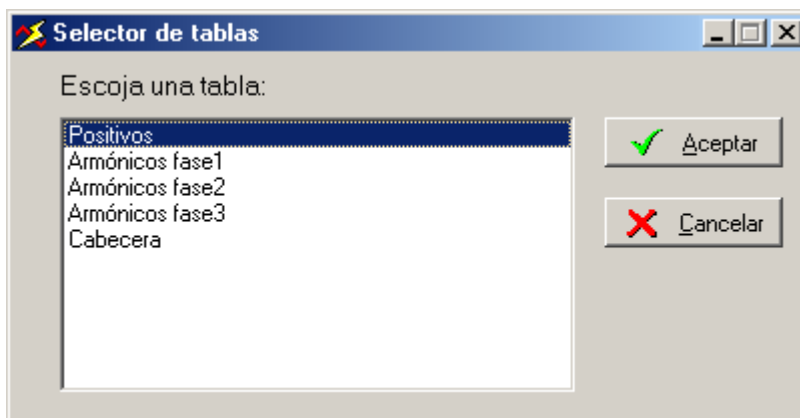 Selector de tablas
Escoja una tabla:
Positivos
Armónicos fase1
Armónicos fase2
Armónicos fase3
Cabecera
Aceptar
Cancelar